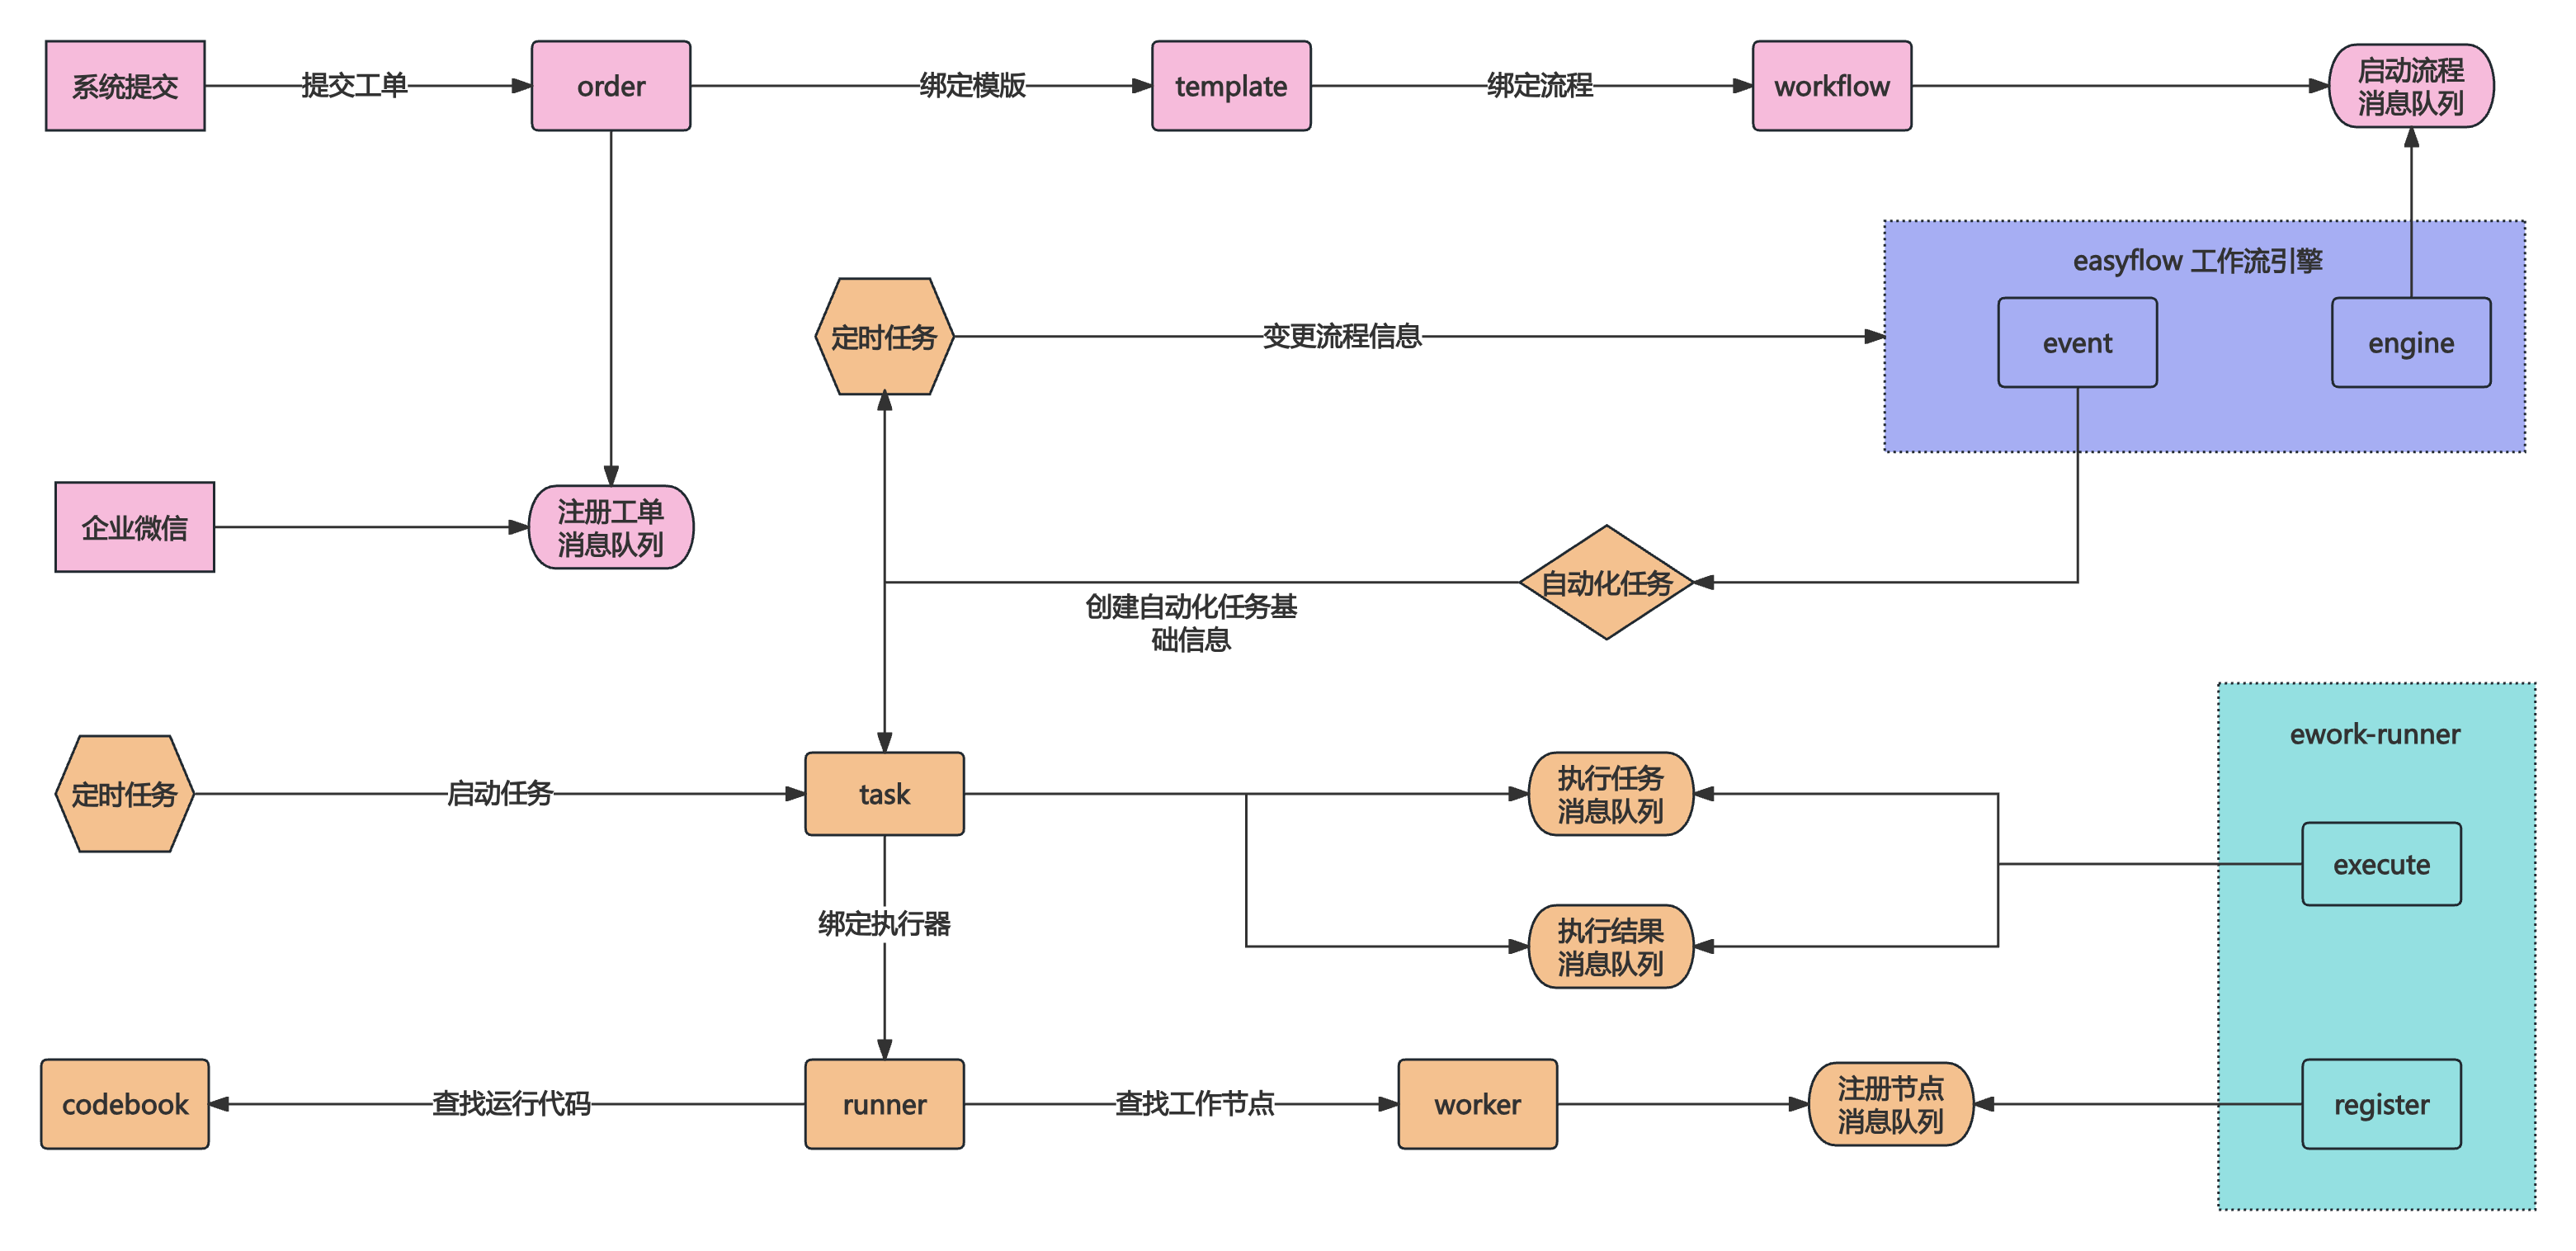 系统提交
提交工单
order
绑定模版
template
绑定流程
workflow
启动流程
消息队列
easyflow 工作流引擎
定时任务
变更流程信息
event
engine
企业微信
注册工单
消息队列
自动化任务
创建自动化任务基
础信息
ework-runner
定时任务
启动任务
task
执行任务
消息队列
execute
绑定执行器
执行结果
消息队列
codebook
查找运行代码
runner
查找工作节点
worker
注册节点
消息队列
register